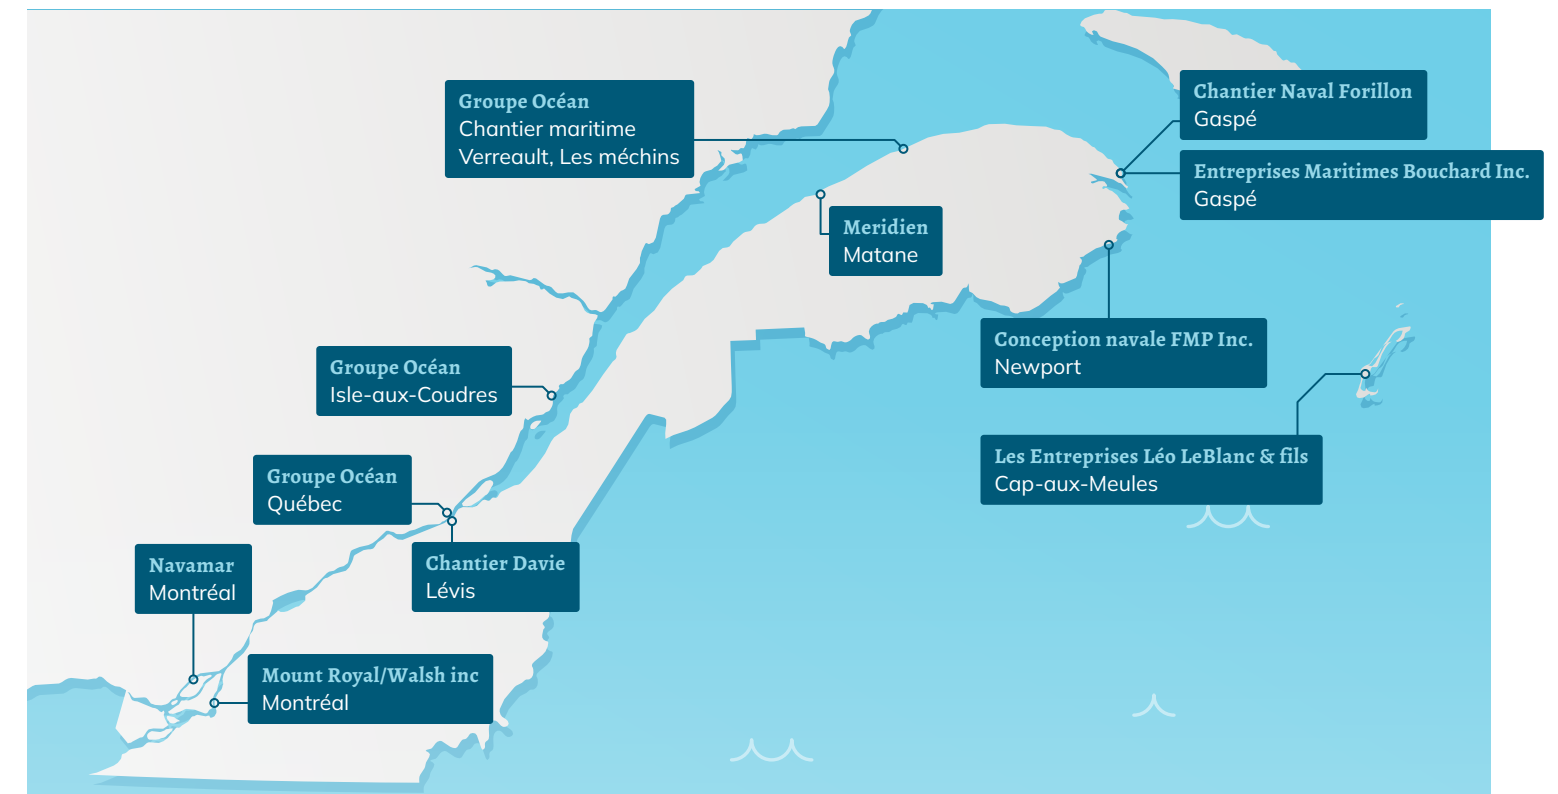 Groupe Océan
Chantier maritime
Verreault, Les méchins
Chantier Naval Forillon
Gaspé
Entreprises Maritimes Bouchard Inc.
Gaspé
Meridien
Matane
Conception navale FMP Inc.
Newport
Groupe Océan
Isle-aux-Coudres
Les Entreprises Léo LeBlanc & fils
Cap-aux-Meules
Groupe Océan
Québec
Chantier Davie
Lévis
Navamar
Montréal
Mount Royal/Walsh inc
Montréal